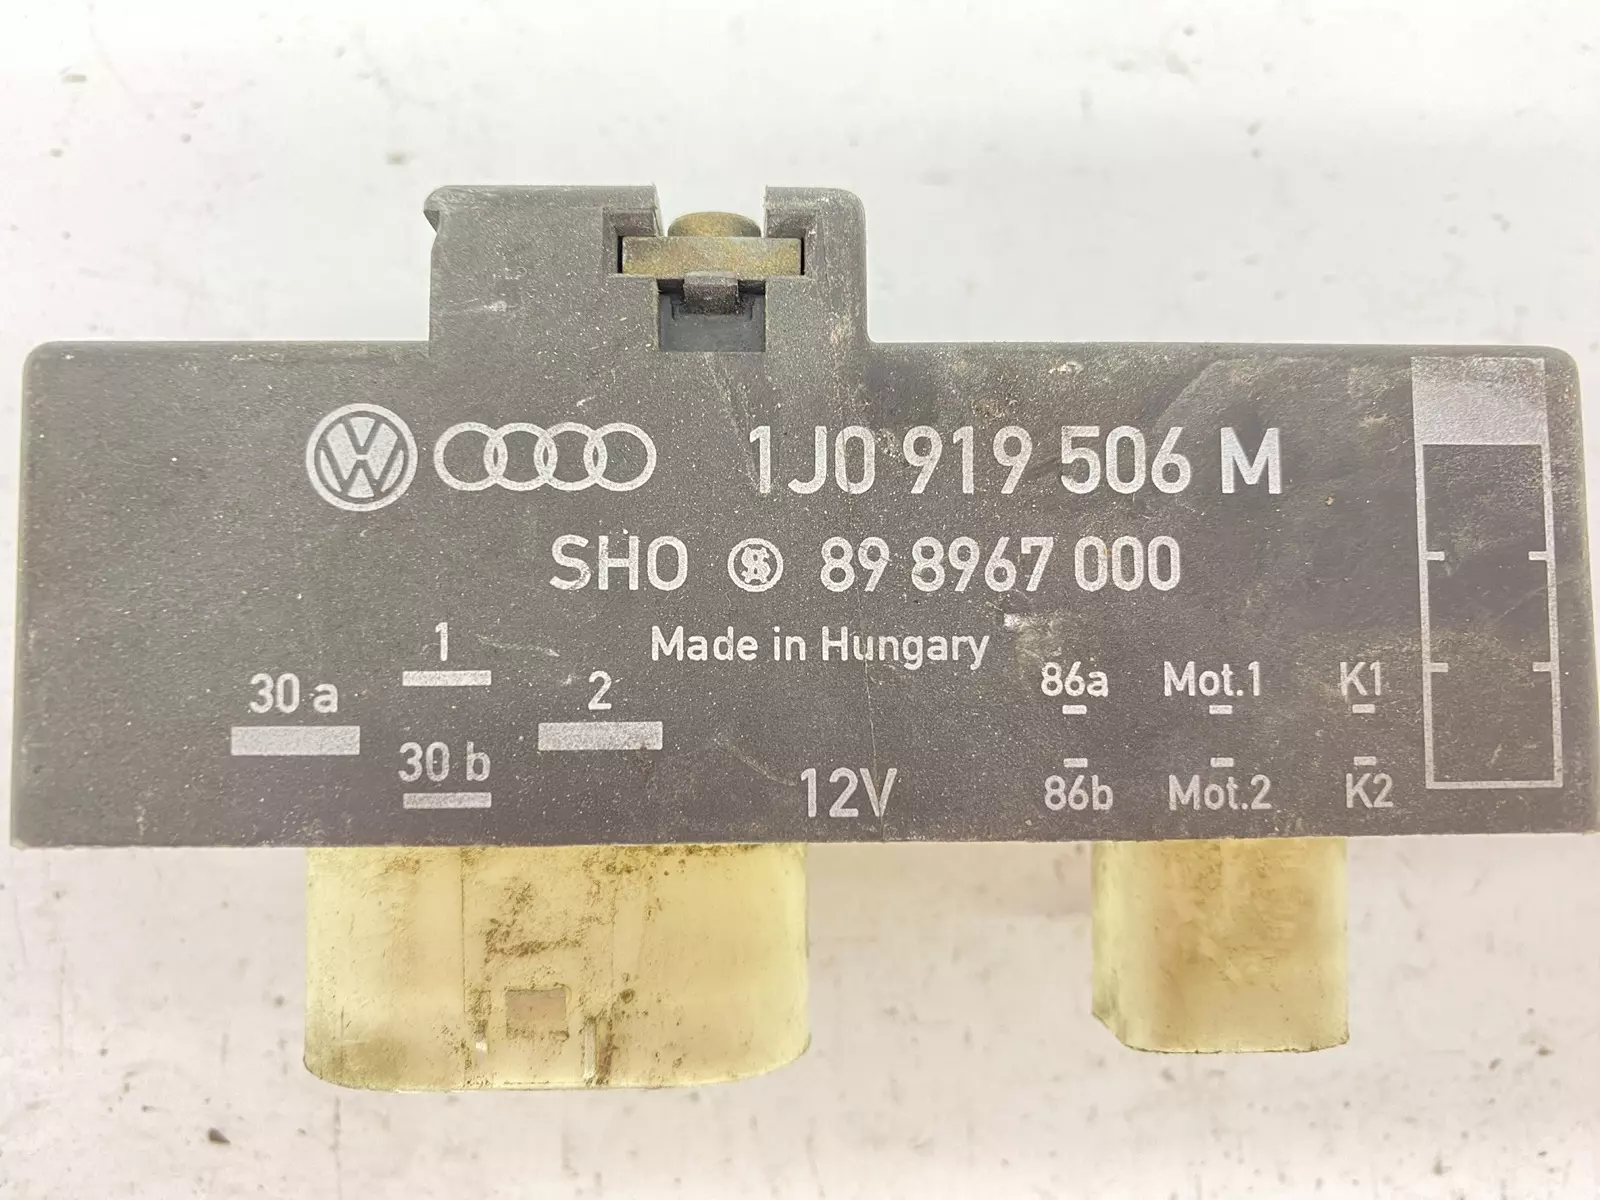 1J0 919 506 M
SHO 89 8967 000
Made in Hungary
1
30 a
2
30 b
12V
86a Mot.1 K1
86b Mot.2 K2